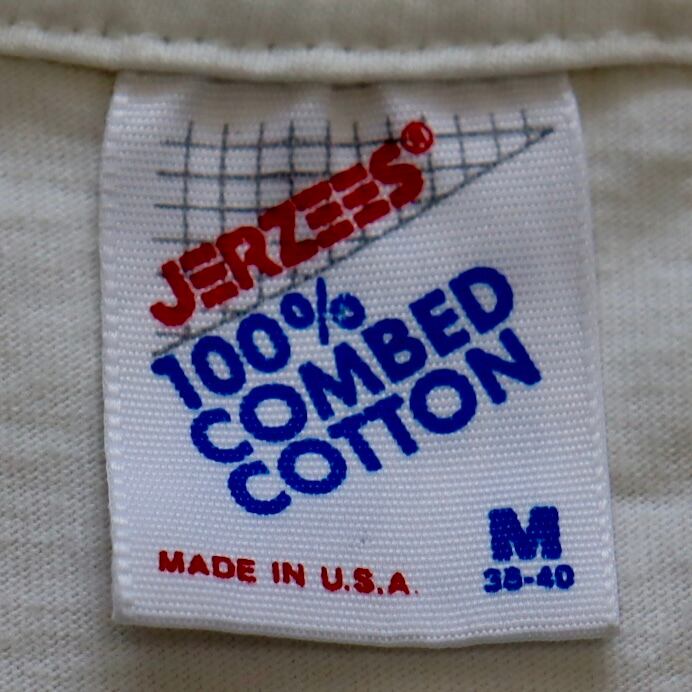 JERZEES®
100%
COMBED
COTTON
MADE IN U.S.A.
M
38-40